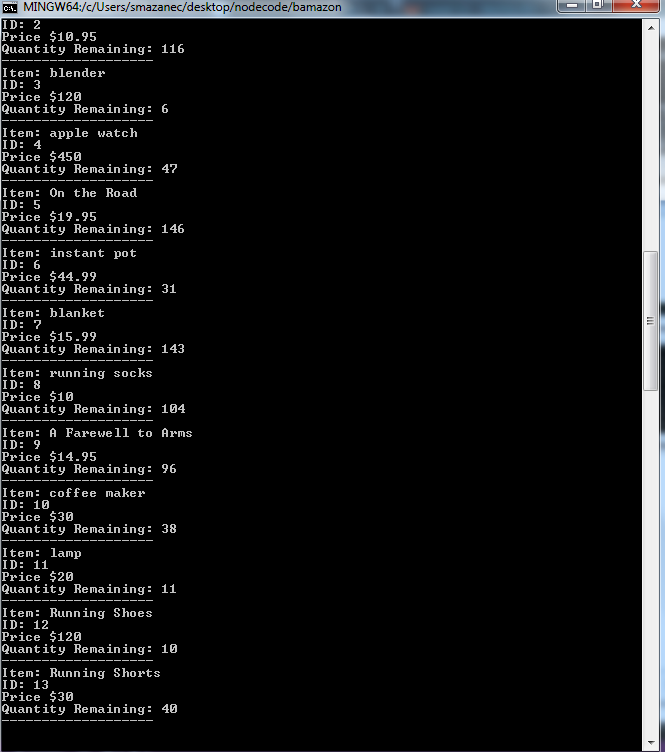 MINGW64:/c/Users/smazanec/desktop/nodecode/bamazon
ID: 2
Price $10.95
Quantity Remaining: 116
--------------------
Item: blender
ID: 3
Price $120
Quantity Remaining: 6
--------------------
Item: apple watch
ID: 4
Price $450
Quantity Remaining: 47
--------------------
Item: On the Road
ID: 5
Price $19.95
Quantity Remaining: 146
--------------------
Item: instant pot
ID: 6
Price $44.99
Quantity Remaining: 31
--------------------
Item: blanket
ID: 7
Price $15.99
Quantity Remaining: 143
--------------------
Item: running socks
ID: 8
Price $10
Quantity Remaining: 104
--------------------
Item: A Farewell to Arms
ID: 9
Price $14.95
Quantity Remaining: 96
--------------------
Item: coffee maker
ID: 10
Price $30
Quantity Remaining: 38
--------------------
Item: lamp
ID: 11
Price $20
Quantity Remaining: 11
--------------------
Item: Running Shoes
ID: 12
Price $120
Quantity Remaining: 10
--------------------
Item: Running Shorts
ID: 13
Price $30
Quantity Remaining: 40
--------------------